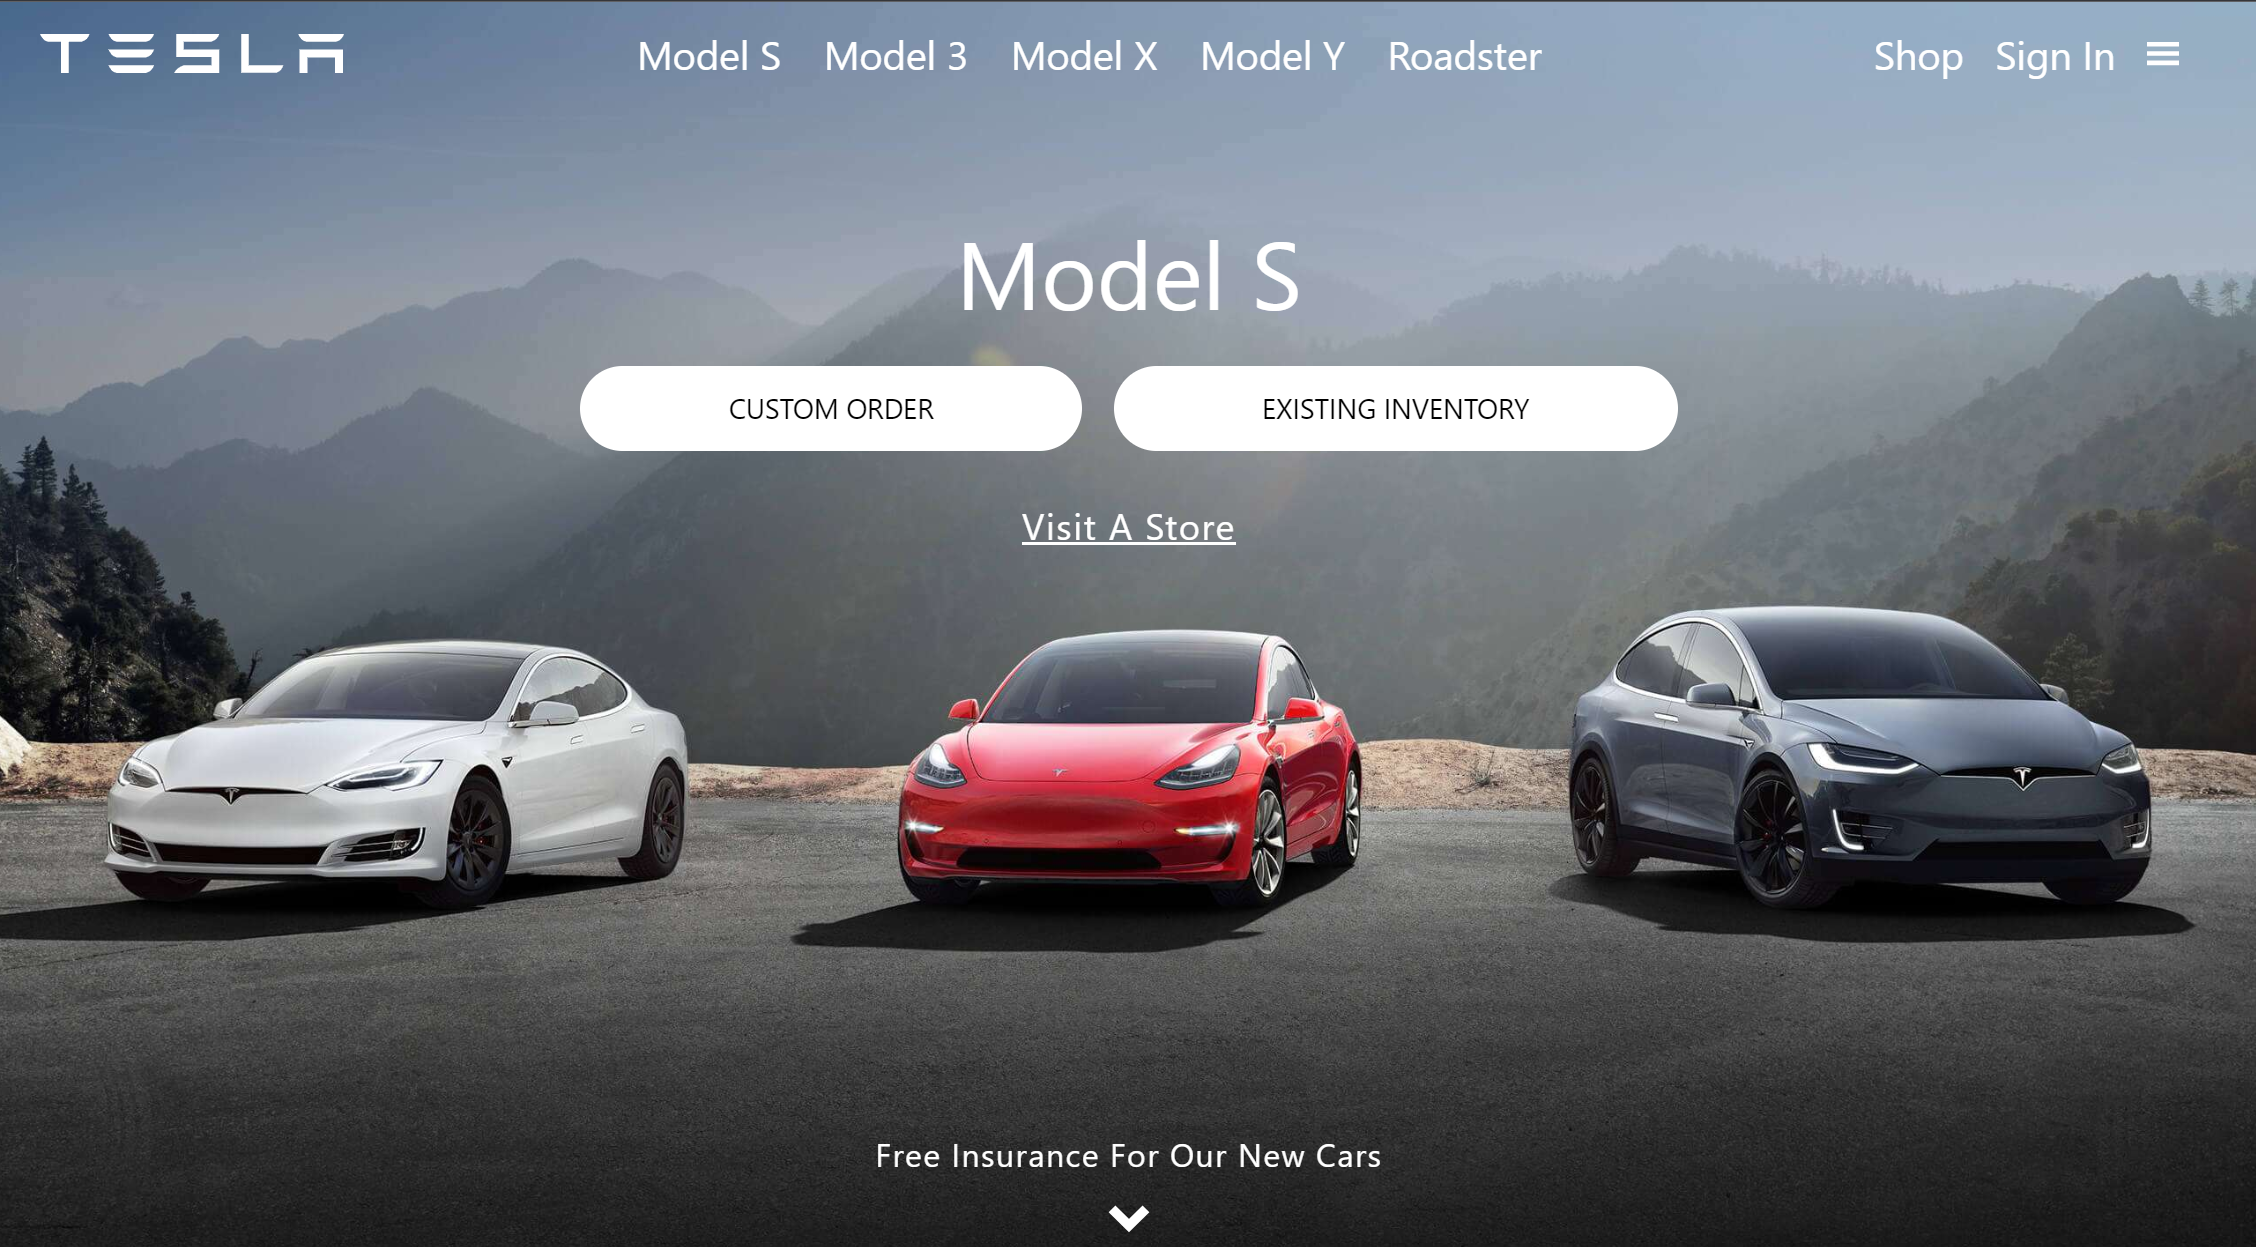 TESLA
Model S Model 3 Model X Model Y Roadster
Shop Sign In
Model S
CUSTOM ORDER EXISTING INVENTORY
Visit A Store
Free Insurance For Our New Cars